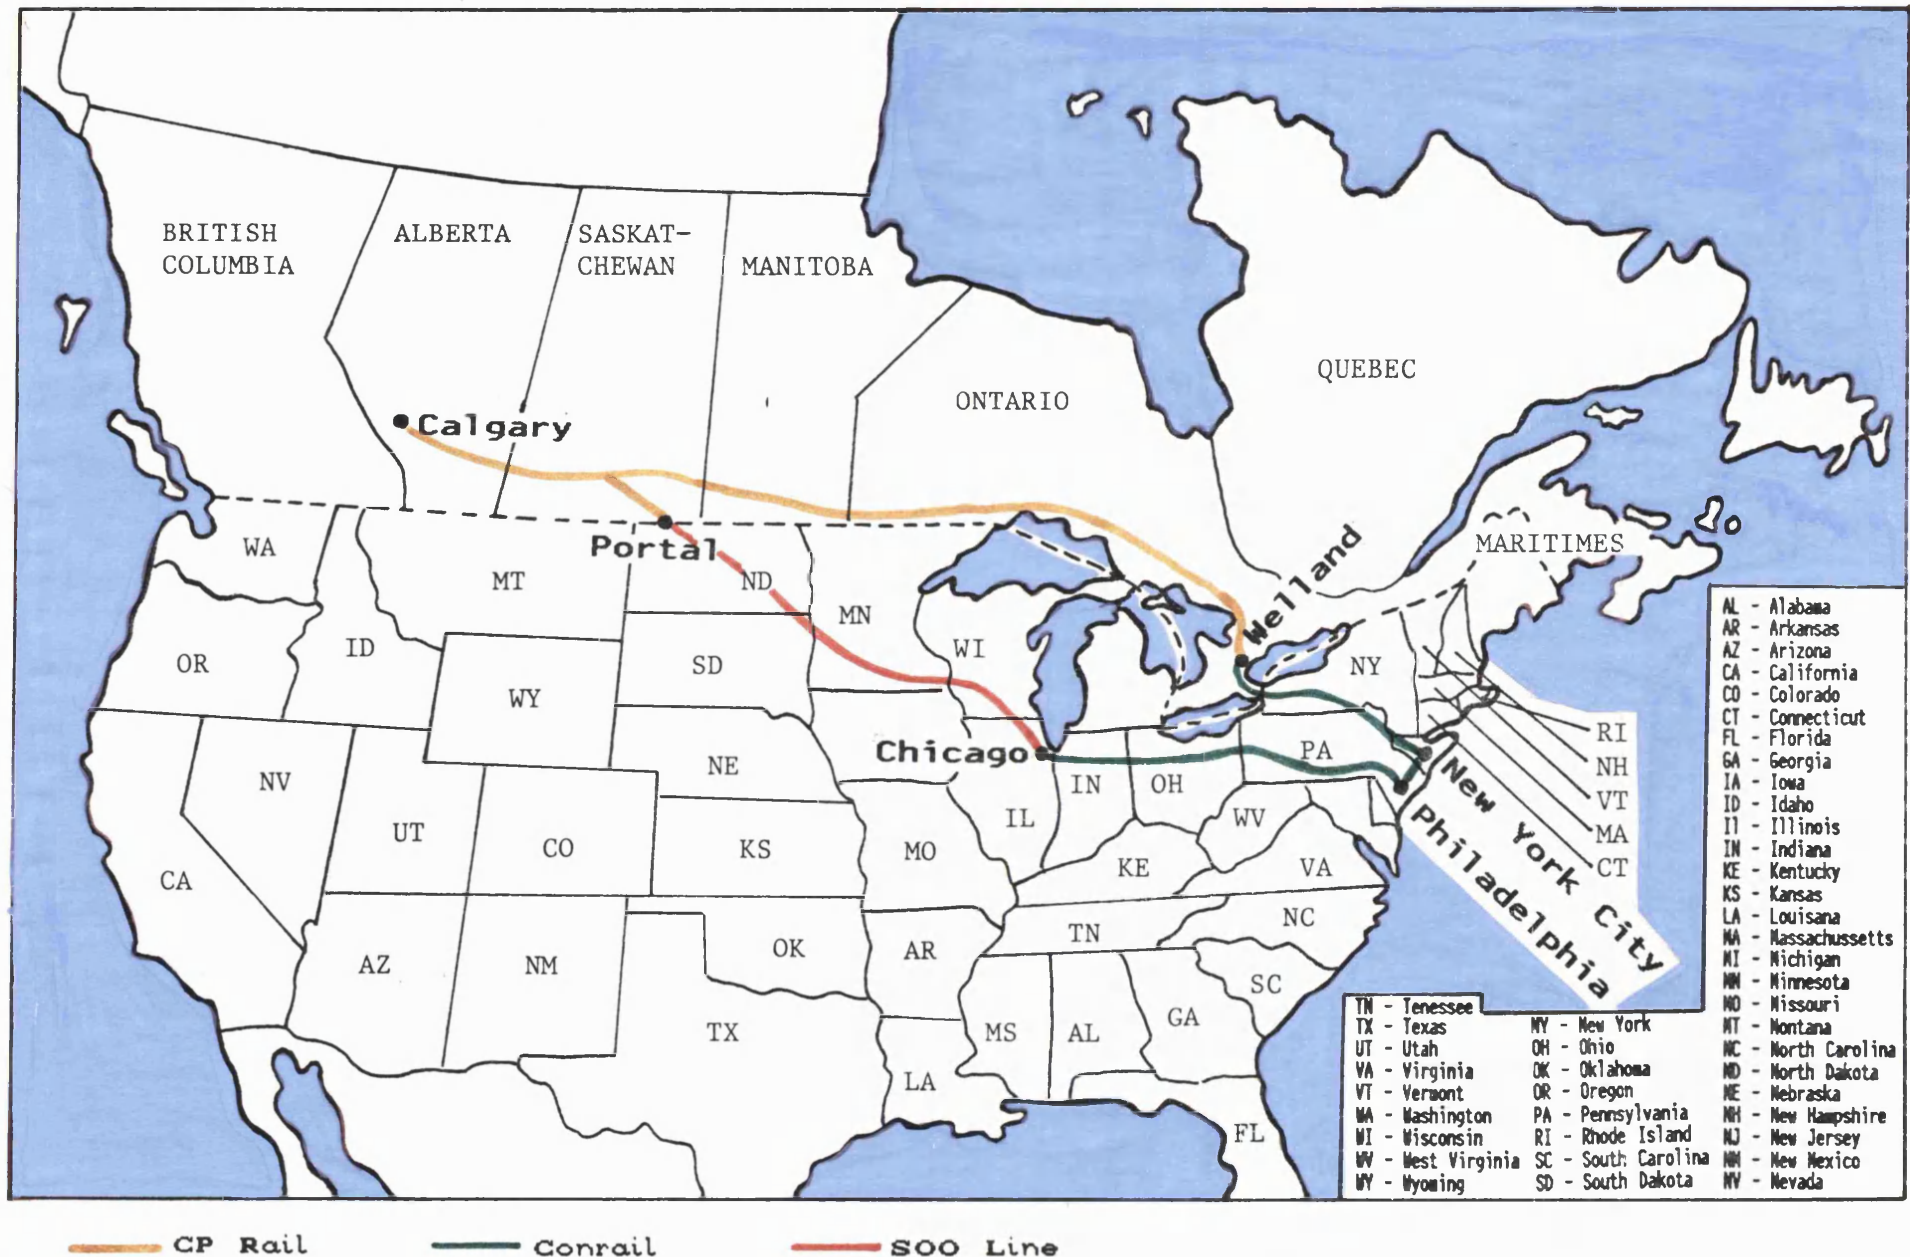 BRITISH
COLUMBIA
ALBERTA
SASKAT-
CHEWAN
MANITOBA
ONTARIO
QUEBEC
MARITIMES
Calgary
Portal
Welland
Chicago
New York City
Philadelphia
WA
MT
ND
MN
OR
ID
SD
WI
NY
WY
NV
NE
IN
OH
PA
UT
CO
KS
MO
IL
WV
KE
VA
CA
AZ
NM
OK
AR
TN
NC
SC
TX
LA
MS
AL
GA
FL
RI
NH
VT
MA
CT
AL - Alabama
AR - Arkansas
AZ - Arizona
CA - California
CO - Colorado
CT - Connecticut
FL - Florida
GA - Georgia
IA - Iowa
ID - Idaho
Il - Illinois
IN - Indiana
KE - Kentucky
KS - Kansas
LA - Louisana
MA - Massachussetts
MI - Michigan
MN - Minnesota
MO - Missouri
MT - Montana
NC - North Carolina
ND - North Dakota
NE - Nebraska
NH - New Hampshire
NJ - New Jersey
NM - New Mexico
NV - Nevada
NY - New York
OH - Ohio
OK - Oklahoma
OR - Oregon
PA - Pennsylvania
RI - Rhode Island
SC - South Carolina
SD - South Dakota
TN - Tenessee
TX - Texas
UT - Utah
VA - Virginia
VT - Vermont
WA - Washington
WI - Wisconsin
WV - West Virginia
WY - Wyoming
CP Rail
Conrail
SOO Line